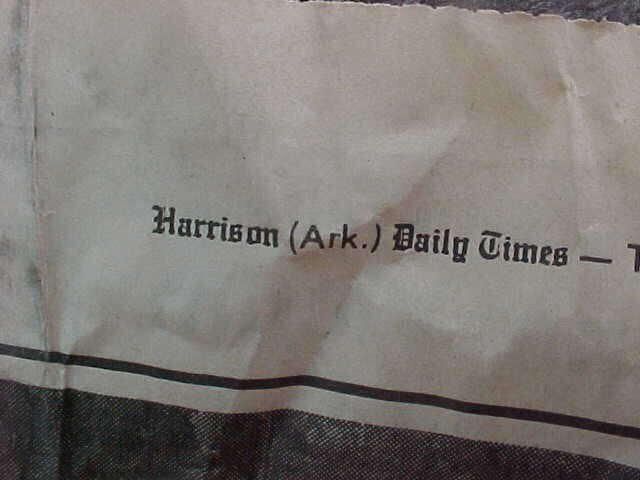 Harrison (Ark.) Daily Times — T